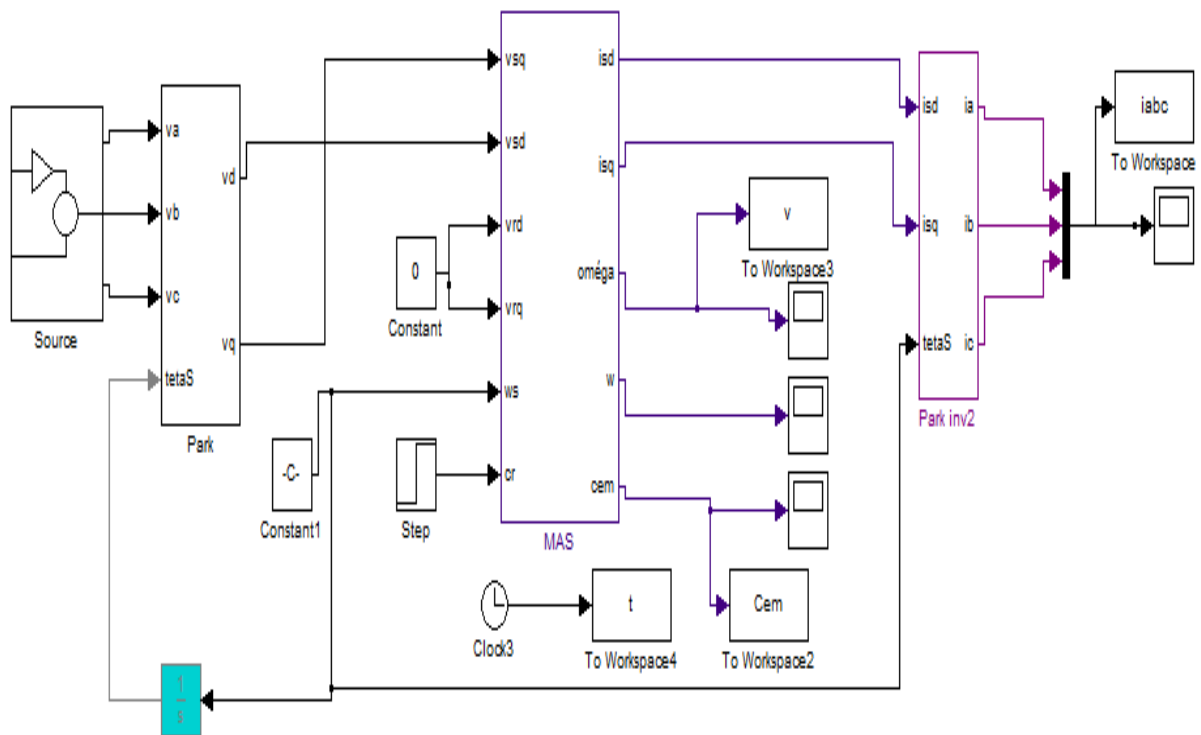 va
vb
vc
tetaS
vd
vq
Source
Park
0
Constant
-C-
Constant1
Step
vsq
vsd
vrd
vrq
ws
cr
isd
isq
oméga
w
cem
MAS
v
To Workspace3
Clock3
t
To Workspace4
Cem
To Workspace2
isd
isq
tetaS
ia
ib
ic
Park inv2
iabc
To Workspace
1
s